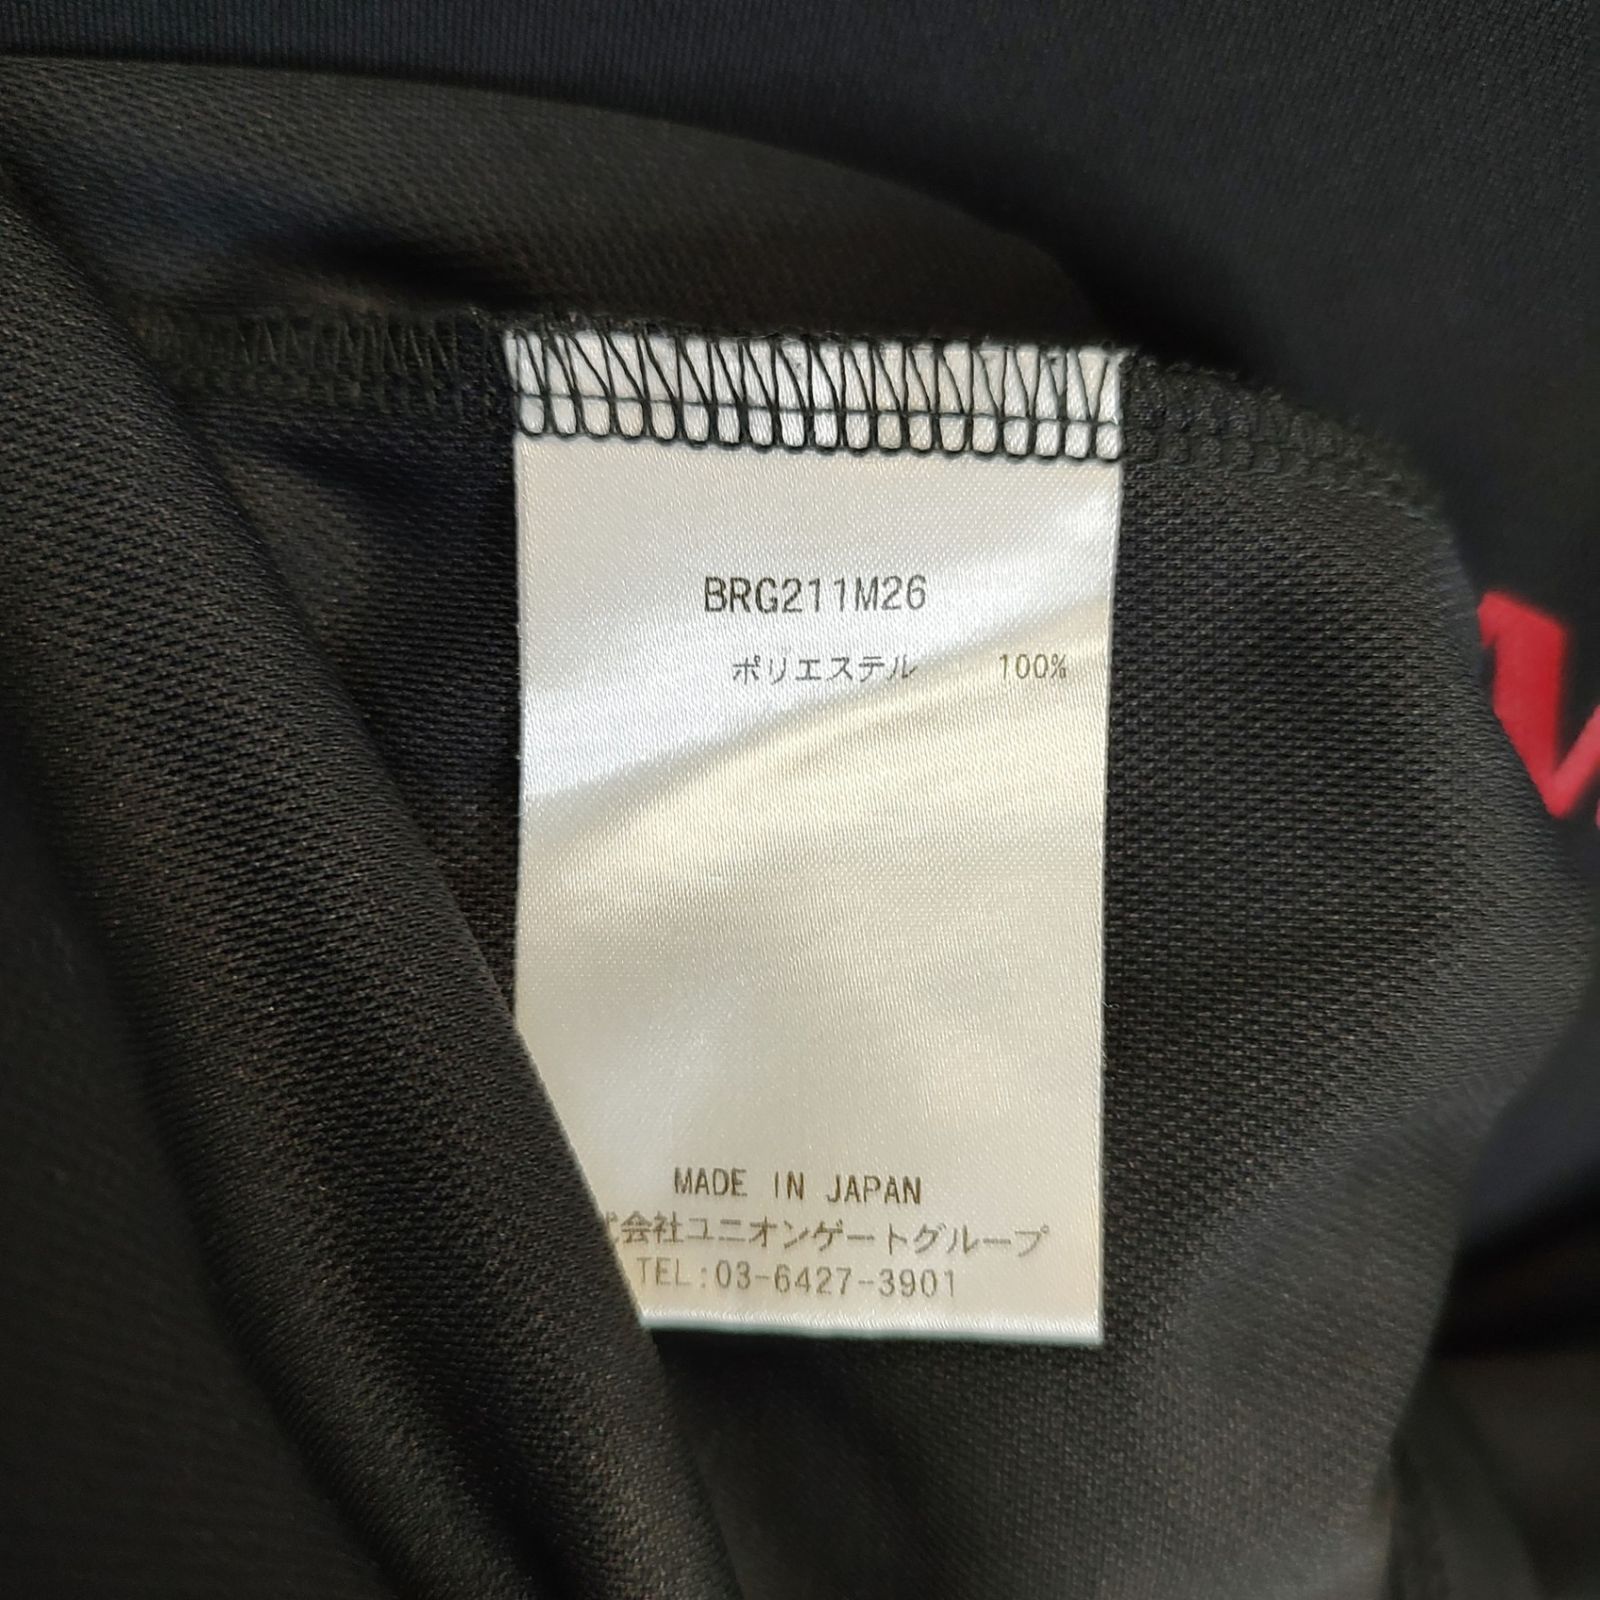 BRG211M26
ポリエステル 100%
MADE IN JAPAN
会社ユニオンゲートグループ
TEL:03-6427-3901